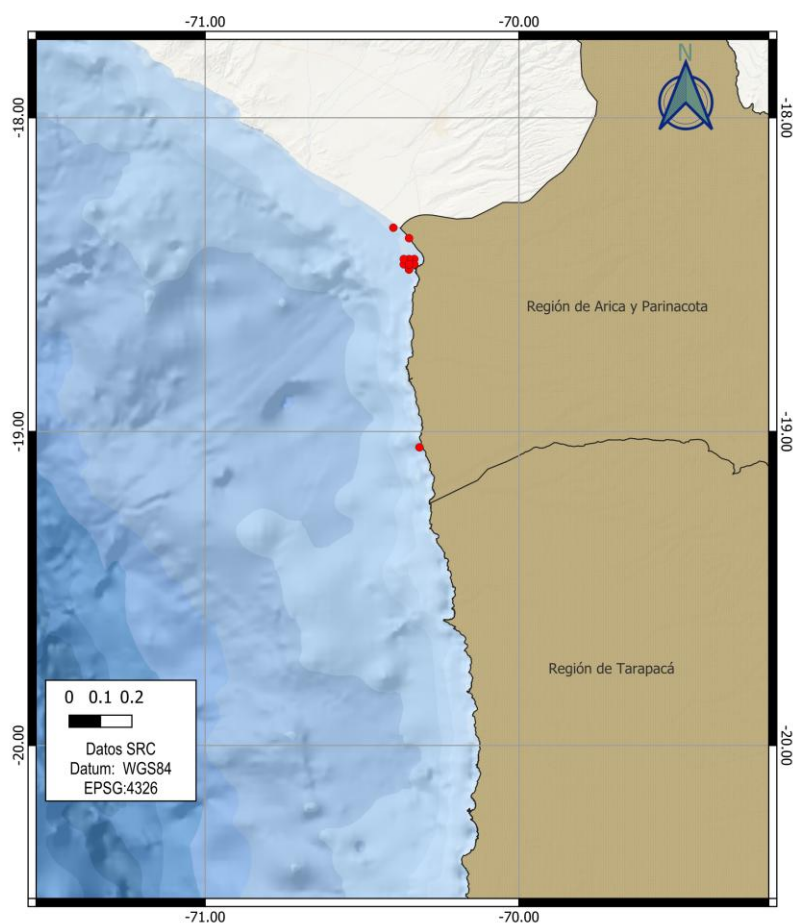 -71.00
-70.00
N
-18.00
-18.00
Región de Arica y Parinacota
-19.00
-19.00
Región de Tarapacá
0 0.1 0.2
Datos SRC
Datum: WGS84
EPSG:4326
-20.00
-20.00
-71.00
-70.00